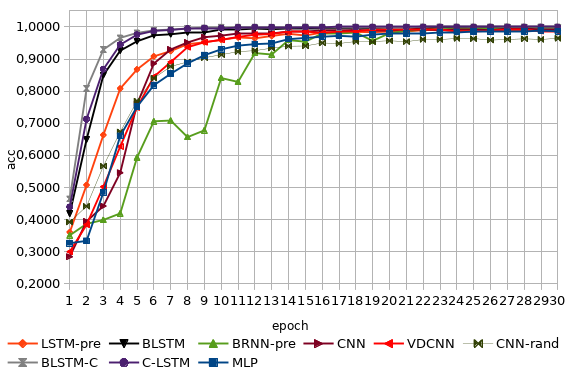 1,0000
0,9000
0,8000
0,7000
0,6000
0,5000
0,4000
0,3000
0,2000
acc
1 2 3 4 5 6 7 8 9 10 11 12 13 14 15 16 17 18 19 20 21 22 23 24 25 26 27 28 29 30
epoch
LSTM-pre BLSTM BRNN-pre CNN VDCNN CNN-rand
BLSTM-C C-LSTM MLP